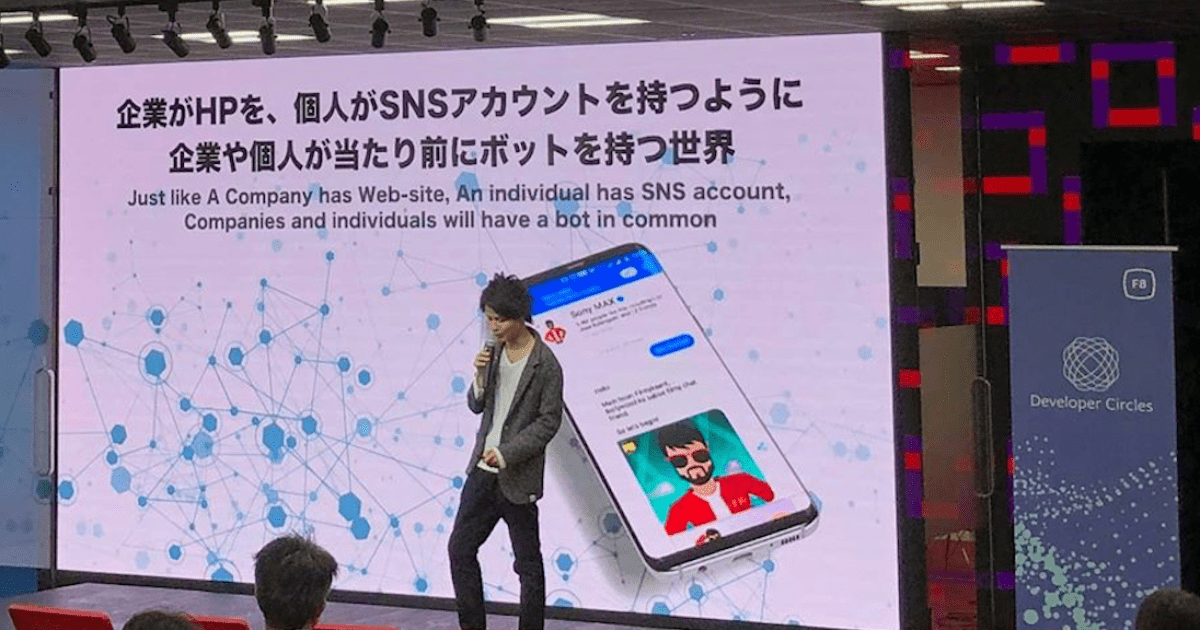 企業がHPを、個人がSNSアカウントを持つように
企業や個人が当たり前にボットを持つ世界
Just like A Company has Web-site, An individual has SNS account,
Companies and individuals will have a bot in common
Sony MAX
Hello
So let's begin!
F8
Developer Circles